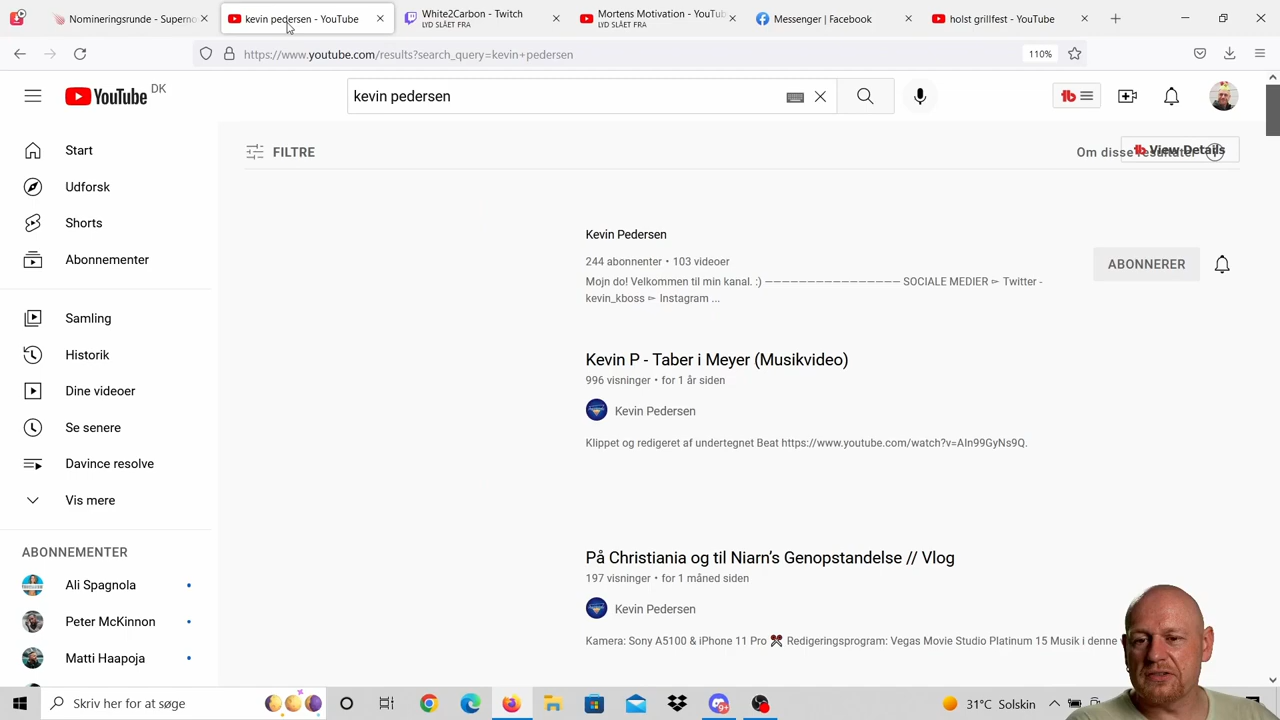 Nomineringsrunde - Superno
kevin pedersen - YouTube
White2Carbon - Twitch
LYD SLÅET FRA
Mortens Motivation - YouTub
LYD SLÅET FRA
Messenger | Facebook
holst grillfest - YouTube
https://www.youtube.com/results?search_query=kevin+pedersen
110%
YouTube DK
kevin pedersen
FILTRE
Om disse resultater
View Details
Start
Udforsk
Shorts
Abonnementer
Samling
Historik
Dine videoer
Se senere
Davince resolve
Vis mere
ABONNEMENTER
Ali Spagnola
Peter McKinnon
Matti Haapoja
Kevin Pedersen
244 abonnenter • 103 videoer
Mojn do! Velkommen til min kanal. :) ———————————————— SOCIALE MEDIER ► Twitter -
kevin_kboss ► Instagram ...
ABONNERER
Kevin P - Taber i Meyer (Musikvideo)
996 visninger • for 1 år siden
Kevin Pedersen
Klippet og redigeret af undertegnet Beat https://www.youtube.com/watch?v=AIn99GyNs9Q.
På Christiania og til Niarn’s Genopstandelse // Vlog
197 visninger • for 1 måned siden
Kevin Pedersen
Kamera: Sony A5100 & iPhone 11 Pro Redigeringsprogram: Vegas Movie Studio Platinum 15 Musik i denne
Skriv her for at søge
9+
31°C Solskin